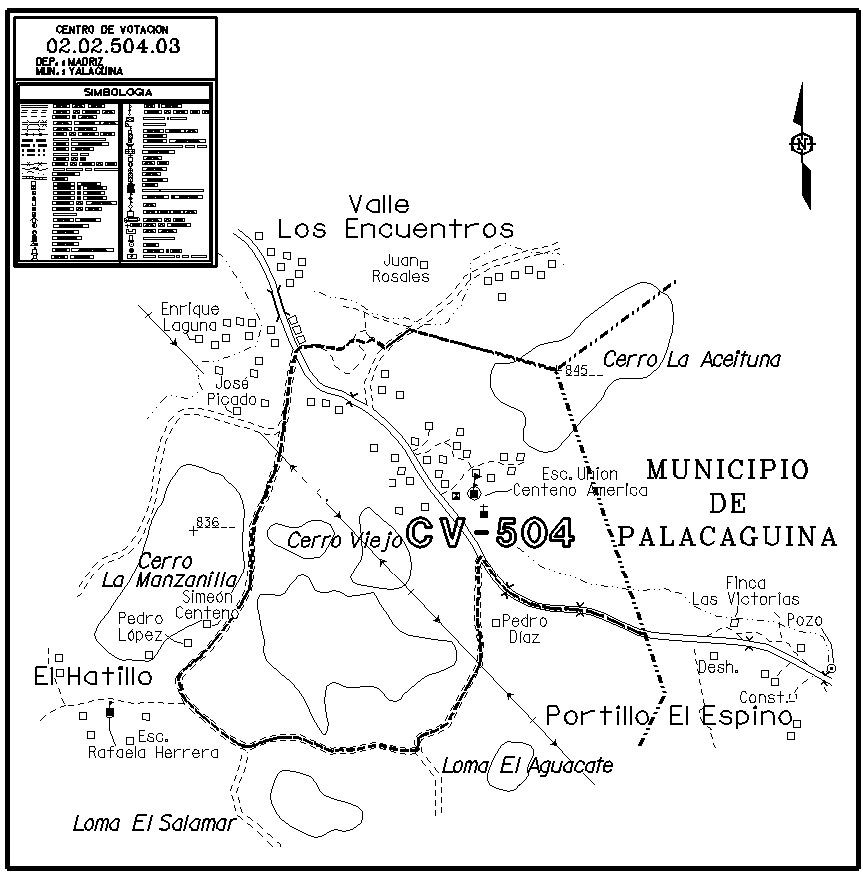 CENTRO DE VOTACION
02.02.504.03
DEP. : MADRIZ
MUN. : YALAGUINA
SIMBOLOGIA
N
Valle
Los Encuentros
Juan
Rosales
Enrique
Laguna
Cerro La Aceituna
845
José
Picado
Esc. Union
Centeno America
MUNICIPIO
DE
PALACAGUINA
836
CV-504
Cerro Viejo
Cerro
La Manzanilla
Simeón
Centeno
Finca
Las Victorias
Pedro
López
Pedro
Díaz
Pozo
El Hatillo
Desh.
Const.
Portillo El Espino
Esc.
Rafaela Herrera
Loma El Aguacate
Loma El Salamar